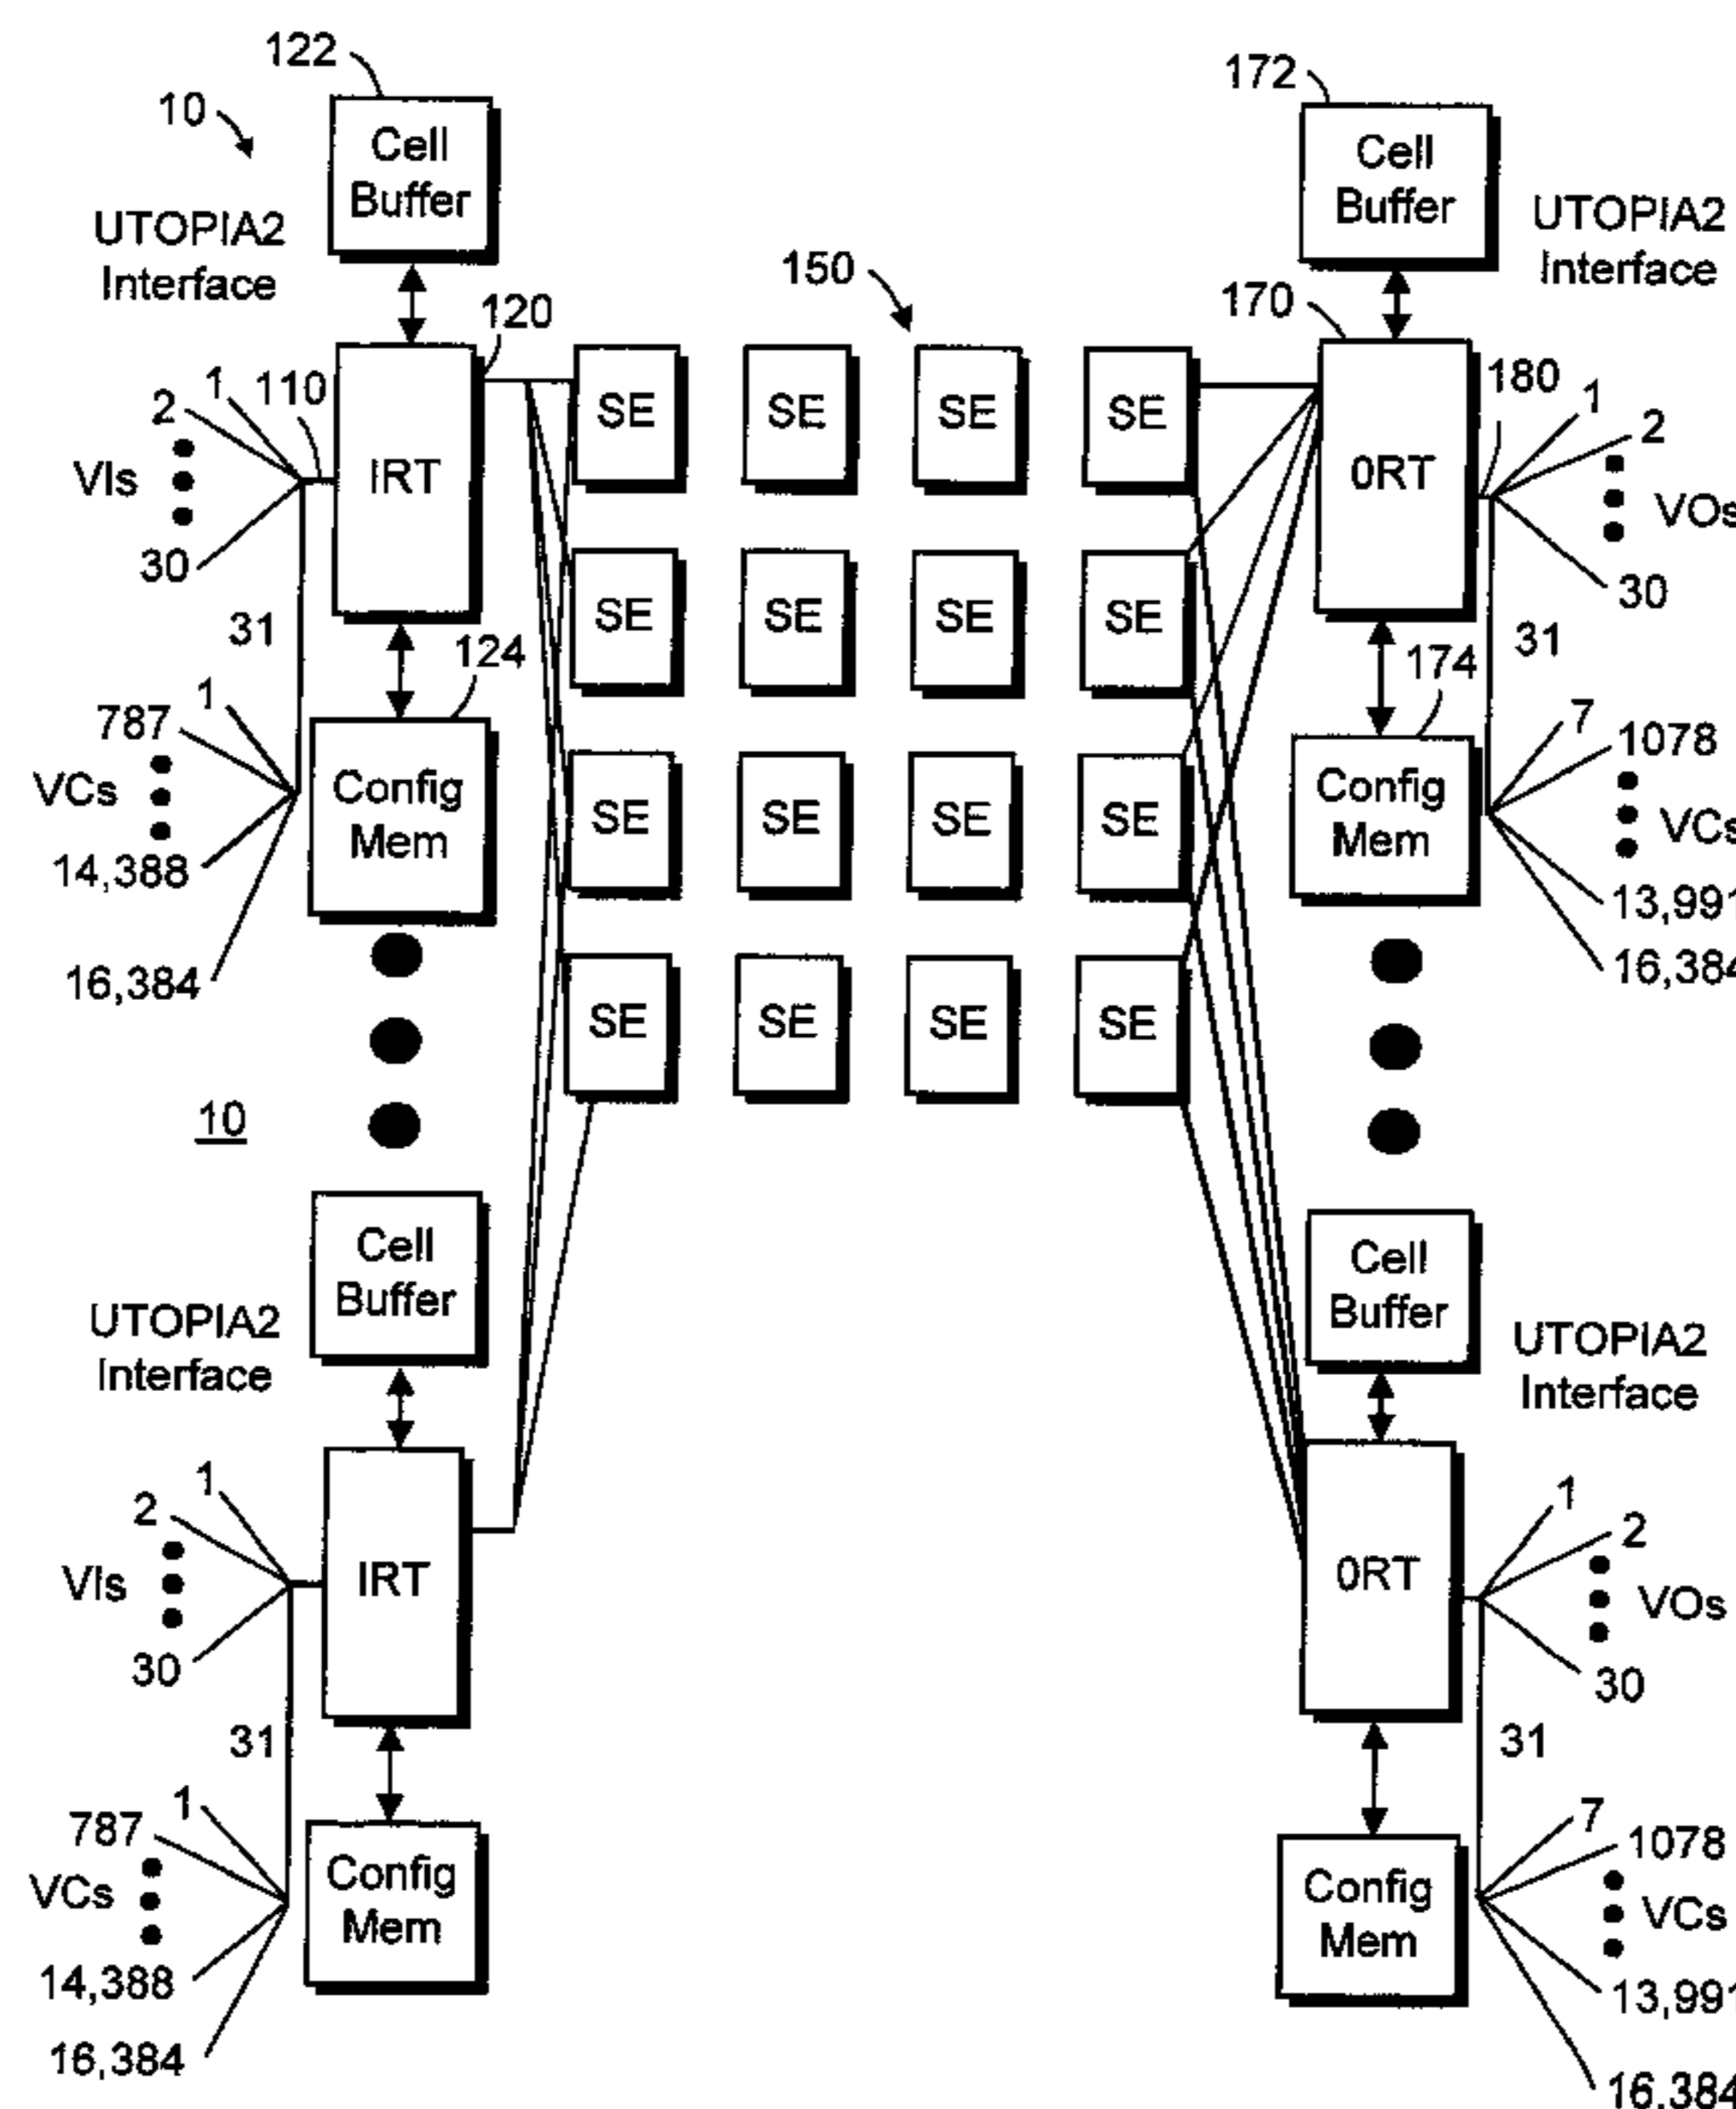 122
172
10
Cell
Buffer
Cell
Buffer
UTOPIA2
Interface
UTOPIA2
Interface
150
120
170
1
110
2
VIs
30
IRT
SE
SE
SE
SE
0RT
180
1
2
VOs
30
SE
SE
SE
SE
31
124
31
174
1
787
VCs
14,388
16,384
Config
Mem
SE
SE
SE
SE
Config
Mem
7
1078
VCs
13,991
16,384
SE
SE
SE
SE
10
Cell
Buffer
Cell
Buffer
UTOPIA2
Interface
UTOPIA2
Interface
1
2
VIs
30
IRT
0RT
1
2
VOs
30
31
31
1
787
VCs
14,388
16,384
Config
Mem
Config
Mem
7
1078
VCs
13,991
16,384